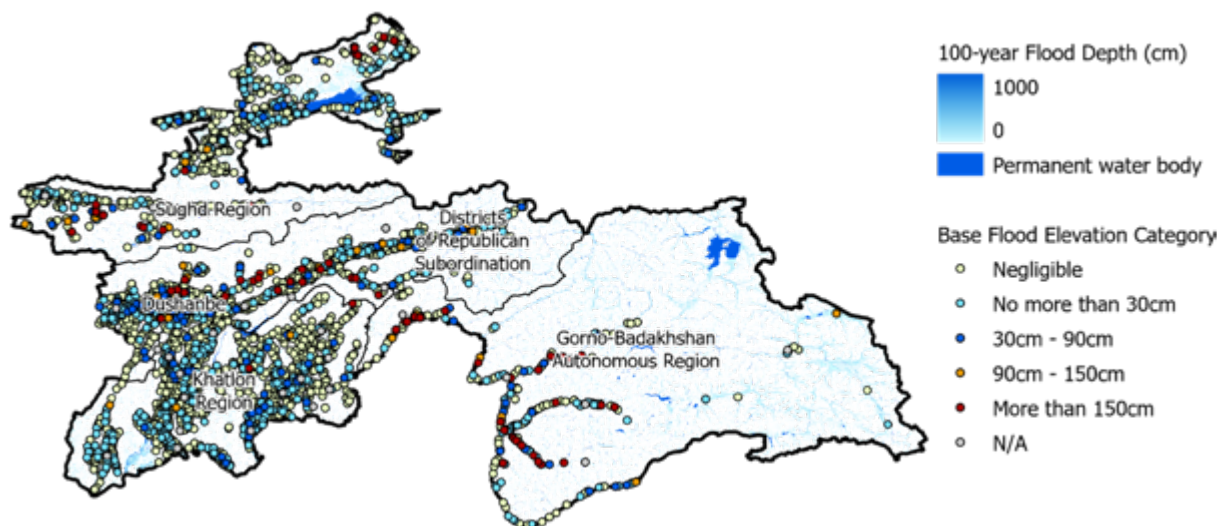 100-year Flood Depth (cm)
1000
0
Permanent water body
Base Flood Elevation Category
Negligible
No more than 30cm
30cm - 90cm
90cm - 150cm
More than 150cm
N/A
Sughd Region
Districts
of Republican
Subordination
Dushanbe
Khatlon
Region
Gorno-Badakhshan
Autonomous Region